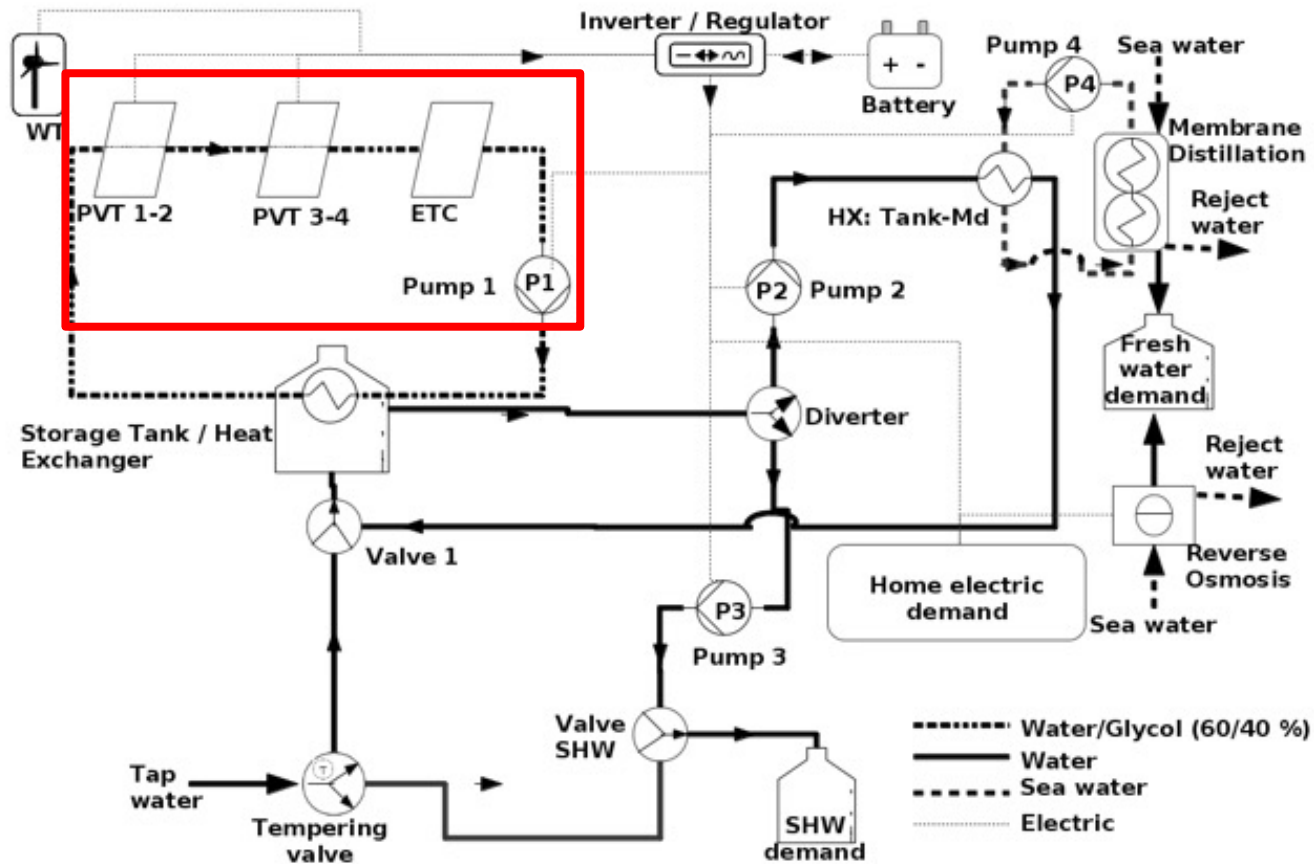 Inverter / Regulator
WT
+ -
Battery
Pump 4
P4
Sea water
Membrane
Distillation
Reject
water
PVT 1-2
PVT 3-4
ETC
HX: Tank-Md
Pump 1
P1
P2
Pump 2
Fresh
water
demand
Storage Tank / Heat
Exchanger
Diverter
Reject
water
Valve 1
Reverse
Osmosis
Home electric
demand
Sea water
P3
Pump 3
Valve
SHW
Tap
water
T
Tempering
valve
SHW
demand
Water/Glycol (60/40 %)
Water
Sea water
Electric